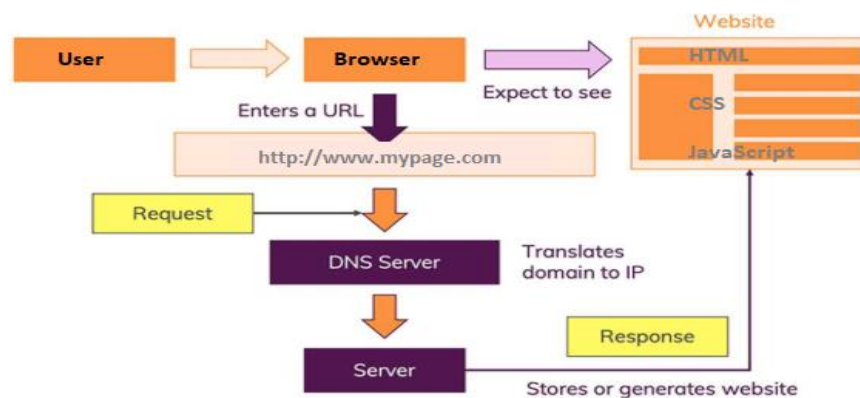 Website
User
Browser
HTML
Expect to see
CSS
Enters a URL
JavaScript
http://www.mypage.com
Request
DNS Server
Translates
domain to IP
Response
Server
Stores or generates website